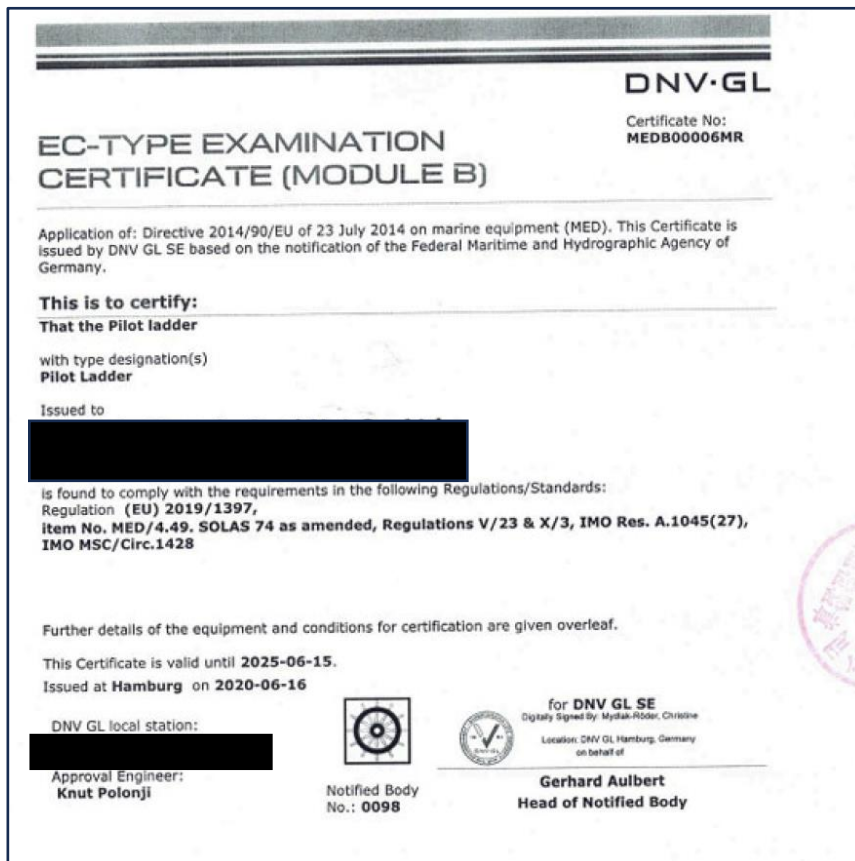 DNV·GL
Certificate No:
MEDB00006MR
EC-TYPE EXAMINATION
CERTIFICATE (MODULE B)
Application of: Directive 2014/90/EU of 23 July 2014 on marine equipment (MED). This Certificate is
issued by DNV GL SE based on the notification of the Federal Maritime and Hydrographic Agency of
Germany.
This is to certify:
That the Pilot ladder
with type designation(s)
Pilot Ladder
Issued to
is found to comply with the requirements in the following Regulations/Standards:
Regulation (EU) 2019/1397,
item No. MED/4.49. SOLAS 74 as amended, Regulations V/23 & X/3, IMO Res. A.1045(27),
IMO MSC/Circ.1428
Further details of the equipment and conditions for certification are given overleaf.
This Certificate is valid until 2025-06-15.
Issued at Hamburg on 2020-06-16
DNV GL local station:
Approval Engineer:
Knut Polonji
Notified Body
No.: 0098
for DNV GL SE
Digitally Signed By: Mydlak-Röder, Christine
Location: DNV GL Hamburg, Germany
on behalf of
Gerhard Aulbert
Head of Notified Body